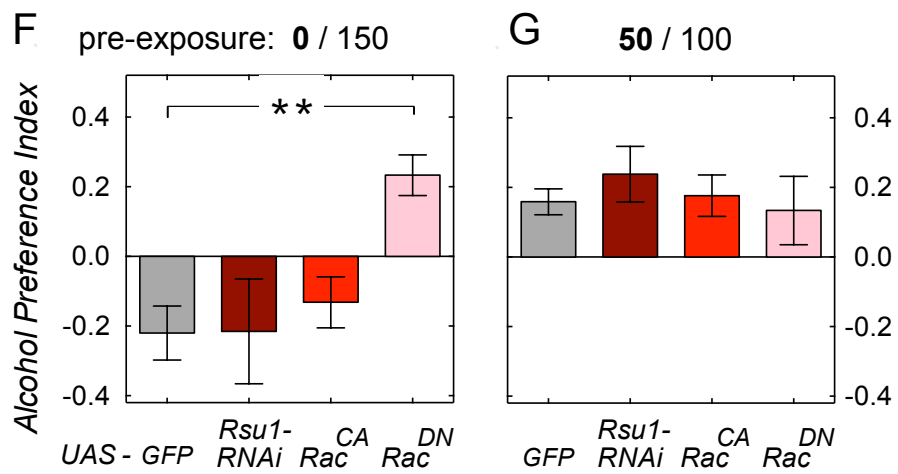 F pre-exposure: 0 / 150
G 50 / 100
Alcohol Preference Index
**
0.4
0.2
0.0
-0.2
-0.4
0.4
0.2
0.0
-0.2
-0.4
UAS - GFP Rsu1-RNAi Rac^CA Rac^DN
GFP Rsu1-RNAi Rac^CA Rac^DN